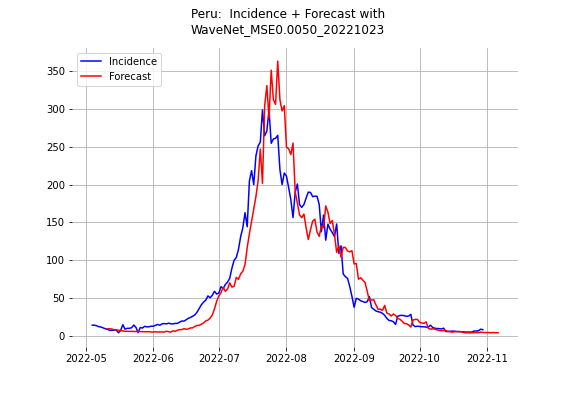 Peru:  Incidence + Forecast with
WaveNet_MSE0.0050_20221023
Incidence
Forecast
350
300
250
200
150
100
50
0
2022-05 2022-06 2022-07 2022-08 2022-09 2022-10 2022-11